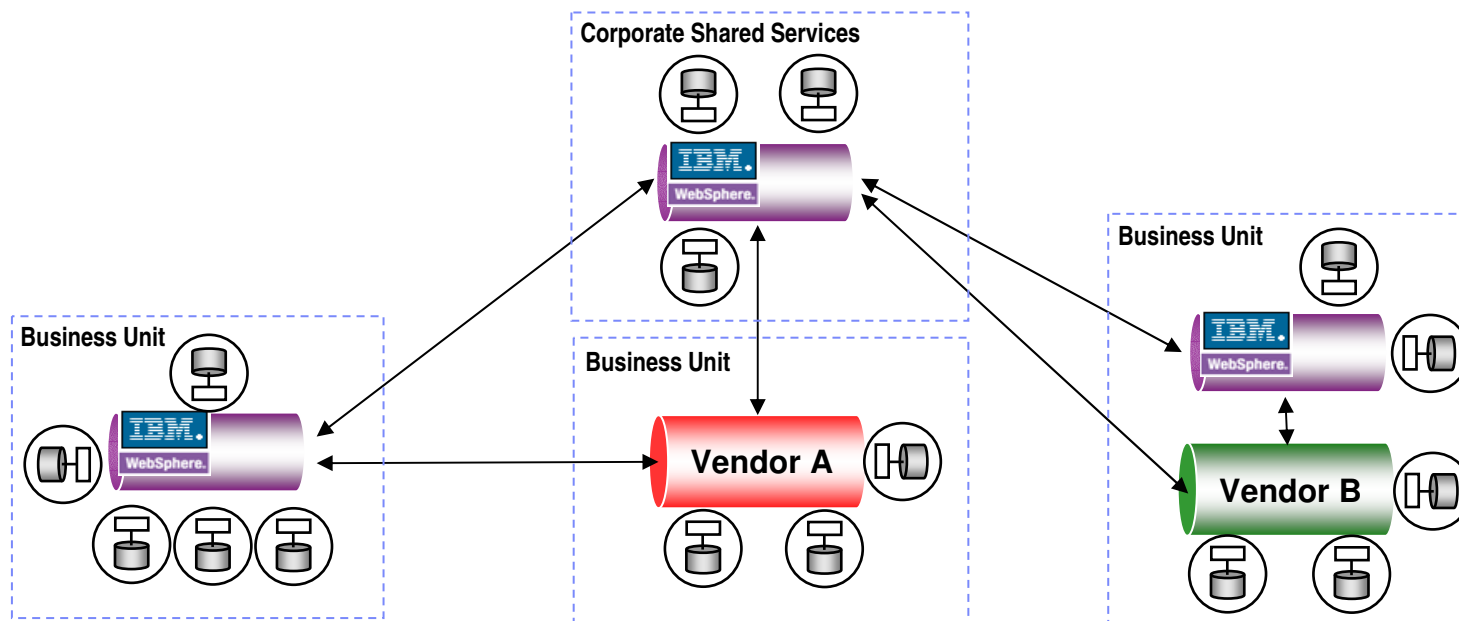 Corporate Shared Services
IBM.
WebSphere.
Business Unit
IBM.
WebSphere.
Business Unit
IBM.
WebSphere.
Business Unit
Vendor A
Vendor B